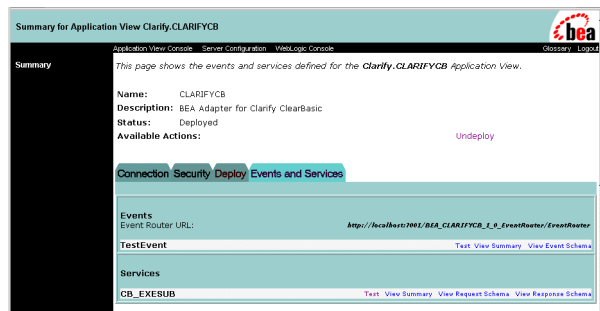 Summary for Application View Clarify.CLARIFYCB
bea
Application View Console Server Configuration WebLogic Console Glossary Logout
Summary
This page shows the events and services defined for the Clarify.CLARIFYCB Application View.
Name: CLARIFYCB
Description: BEA Adapter for Clarify ClearBasic
Status: Deployed
Available Actions: Undeploy
Connection Security Deploy Events and Services
Events
Event Router URL: http://localhost:7001/BEA_CLARIFYCB_1_0_EventRouter/EventRouter
TestEvent Test View Summary View Event Schema
Services
CB_EXESUB Test View Summary View Request Schema View Response Schema